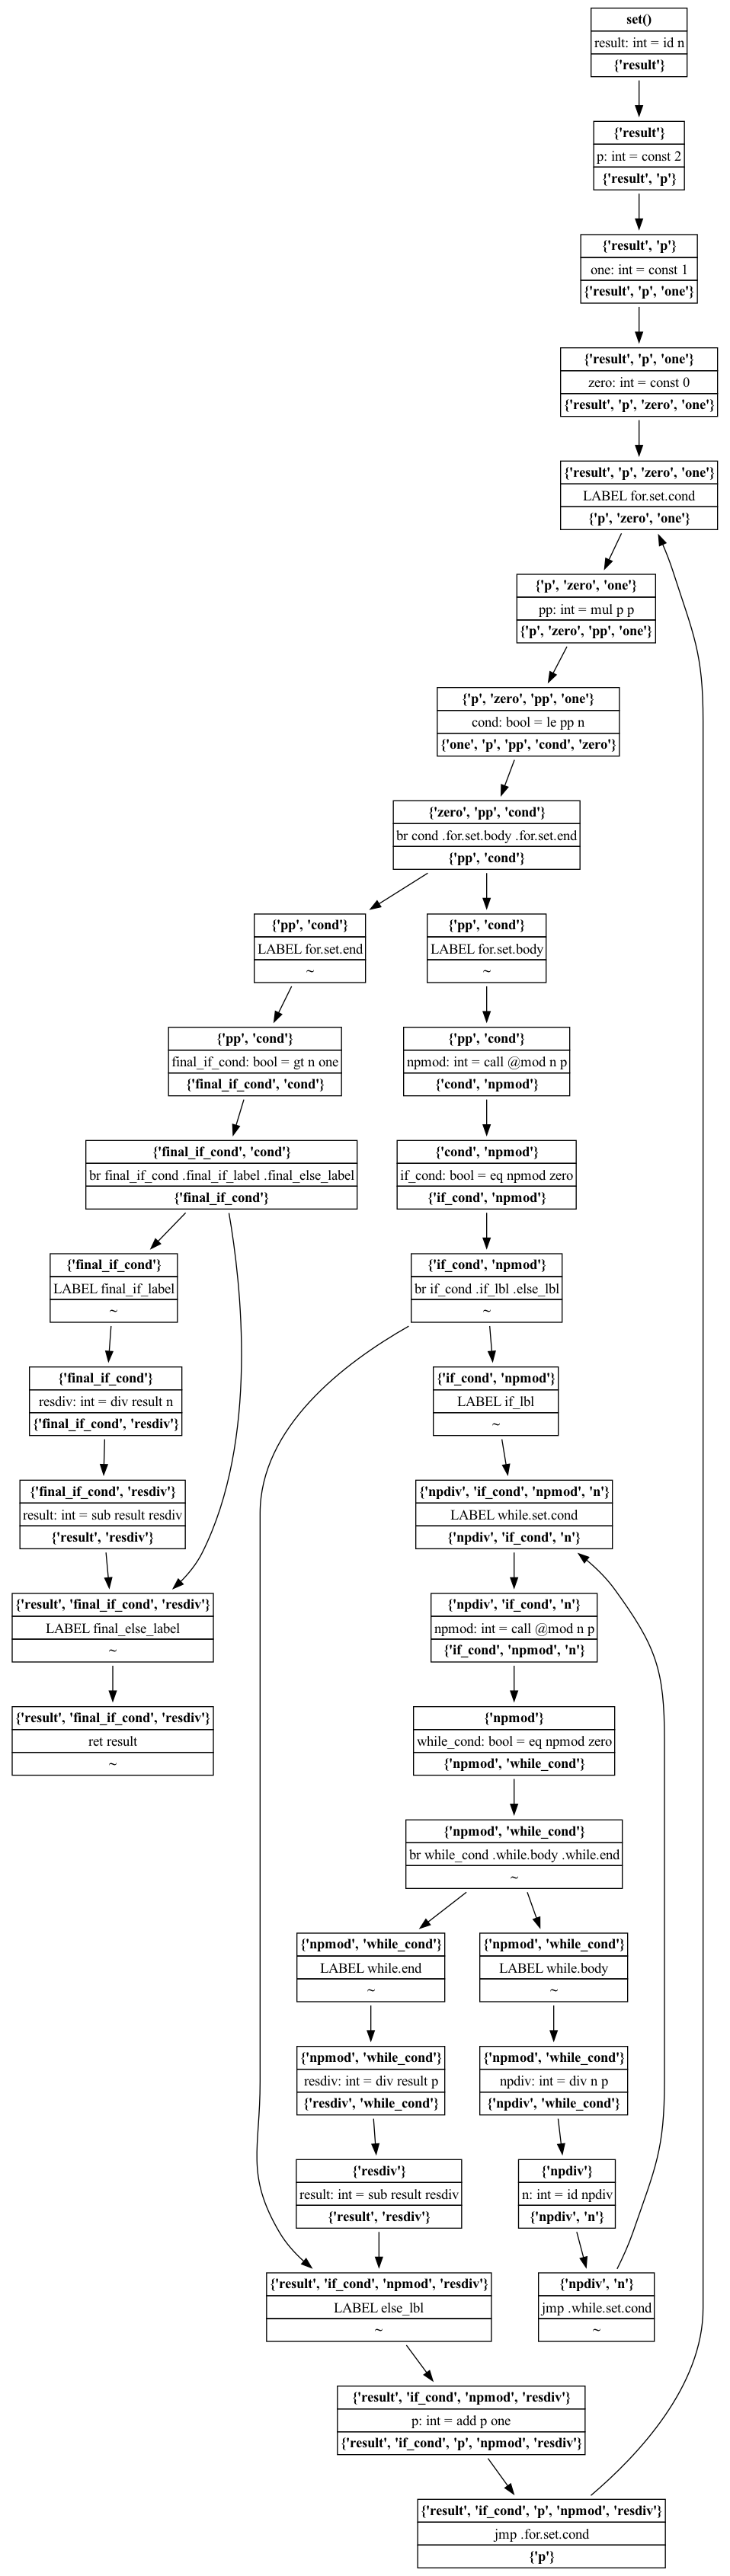 set()
result: int = id n
{'result'}
{'result'}
p: int = const 2
{'result', 'p'}
{'result', 'p'}
one: int = const 1
{'result', 'p', 'one'}
{'result', 'p', 'one'}
zero: int = const 0
{'result', 'p', 'zero', 'one'}
{'result', 'p', 'zero', 'one'}
LABEL for.set.cond
{'p', 'zero', 'one'}
{'p', 'zero', 'one'}
pp: int = mul p p
{'p', 'zero', 'pp', 'one'}
{'p', 'zero', 'pp', 'one'}
cond: bool = le pp n
{'one', 'p', 'pp', 'cond', 'zero'}
{'zero', 'pp', 'cond'}
br cond .for.set.body .for.set.end
{'pp', 'cond'}
{'pp', 'cond'}
LABEL for.set.end
~
{'pp', 'cond'}
LABEL for.set.body
~
{'pp', 'cond'}
final_if_cond: bool = gt n one
{'final_if_cond', 'cond'}
{'pp', 'cond'}
npmod: int = call @mod n p
{'cond', 'npmod'}
{'final_if_cond', 'cond'}
br final_if_cond .final_if_label .final_else_label
{'final_if_cond'}
{'cond', 'npmod'}
if_cond: bool = eq npmod zero
{'if_cond', 'npmod'}
{'final_if_cond'}
LABEL final_if_label
~
{'if_cond', 'npmod'}
br if_cond .if_lbl .else_lbl
~
{'final_if_cond'}
resdiv: int = div result n
{'final_if_cond', 'resdiv'}
{'if_cond', 'npmod'}
LABEL if_lbl
~
{'final_if_cond', 'resdiv'}
result: int = sub result resdiv
{'result', 'resdiv'}
{'npdiv', 'if_cond', 'npmod', 'n'}
LABEL while.set.cond
{'npdiv', 'if_cond', 'n'}
{'result', 'final_if_cond', 'resdiv'}
LABEL final_else_label
~
{'npdiv', 'if_cond', 'n'}
npmod: int = call @mod n p
{'if_cond', 'npmod', 'n'}
{'result', 'final_if_cond', 'resdiv'}
ret result
~
{'npmod'}
while_cond: bool = eq npmod zero
{'npmod', 'while_cond'}
{'npmod', 'while_cond'}
br while_cond .while.body .while.end
~
{'npmod', 'while_cond'}
LABEL while.end
~
{'npmod', 'while_cond'}
LABEL while.body
~
{'npmod', 'while_cond'}
resdiv: int = div result p
{'resdiv', 'while_cond'}
{'npmod', 'while_cond'}
npdiv: int = div n p
{'npdiv', 'while_cond'}
{'resdiv'}
result: int = sub result resdiv
{'result', 'resdiv'}
{'npdiv'}
n: int = id npdiv
{'npdiv', 'n'}
{'result', 'if_cond', 'npmod', 'resdiv'}
LABEL else_lbl
~
{'npdiv', 'n'}
jmp .while.set.cond
~
{'result', 'if_cond', 'npmod', 'resdiv'}
p: int = add p one
{'result', 'if_cond', 'p', 'npmod', 'resdiv'}
{'result', 'if_cond', 'p', 'npmod', 'resdiv'}
jmp .for.set.cond
{'p'}